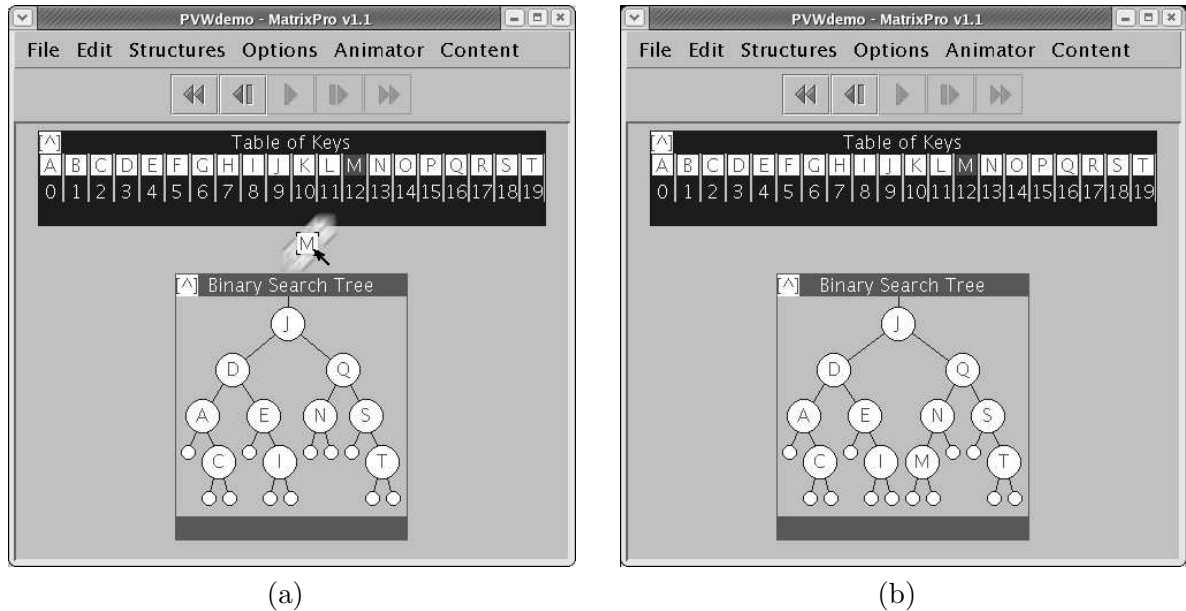 PVWdemo - MatrixPro v1.1
File Edit Structures Options Animator Content
[^] Table of Keys
A B C D E F G H I J K L M N O P Q R S T
0 1 2 3 4 5 6 7 8 9 10 11 12 13 14 15 16 17 18 19
M
[^] Binary Search Tree
J
D Q
A E N S
C I T
(a)
PVWdemo - MatrixPro v1.1
File Edit Structures Options Animator Content
[^] Table of Keys
A B C D E F G H I J K L M N O P Q R S T
0 1 2 3 4 5 6 7 8 9 10 11 12 13 14 15 16 17 18 19
[^] Binary Search Tree
J
D Q
A E N S
C I M T
(b)